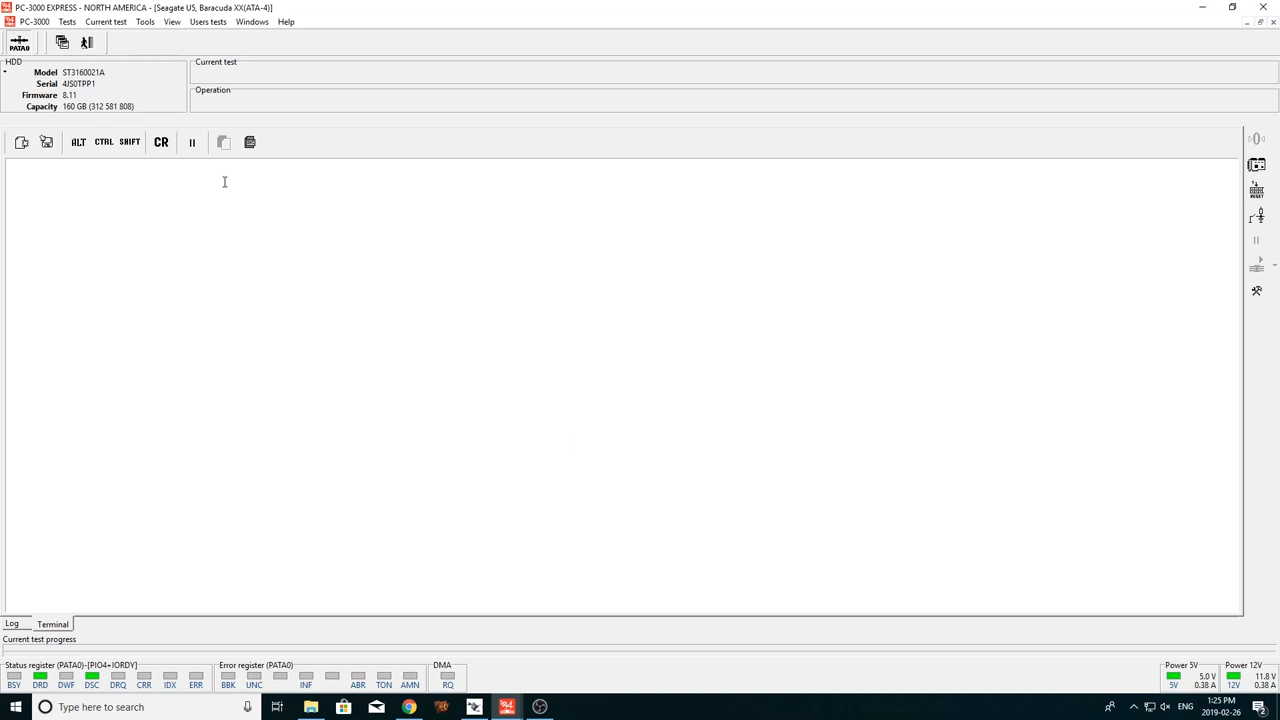 PC-3000 EXPRESS - NORTH AMERICA - [Seagate U5, Baracuda XX(ATA-4)]
PC-3000 Tests Current test Tools View Users tests Windows Help
PATA0
HDD
Model ST3160021A
Serial 4JS0TPP1
Firmware 8.11
Capacity 160 GB (312 581 808)
Current test
Operation
ALT CTRL SHIFT CR
RESET
Log Terminal
Current test progress
Status register (PATA0)-[PIO4+IORDY]
BSY DRD DWF DSC DRQ CRR IDX ERR
Error register (PATA0)
BBK UNC INF ABR TON AMN
DMA
RQ
Power 5V
5.0 V
5V 0.38 A
Power 12V
11.8 V
12V 0.38 A
Type here to search
ENG
1:25 PM
2019-02-26
2